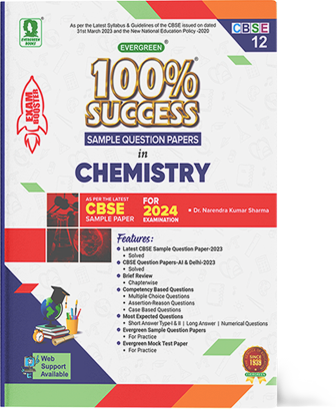 As per the Latest Syllabus & Guidelines of the CBSE issued on dated
31st March 2023 and the New National Education Policy -2020
EVERGREEN
BOOKS
CBSE
12
EVERGREEN
100%
SUCCESS
SAMPLE QUESTION PAPERS
in
CHEMISTRY
EXAM
BOOSTER
AS PER THE LATEST
CBSE
SAMPLE PAPER
FOR
2024
EXAMINATION
• Dr. Narendra Kumar Sharma
Features:
• Latest CBSE Sample Question Paper-2023
• Solved
• CBSE Question Papers-AI & Delhi-2023
• Solved
• Brief Review
• Chapterwise
• Competency Based Questions
• Multiple Choice Questions
• Assertion-Reason Questions
• Case Based Questions
• Most Expected Questions
• Short Answer Type I & II | Long Answer | Numerical Questions
• Evergreen Sample Question Papers
• For Practice
• Evergreen Mock Test Paper
• For Practice
Web
Support
Available
SINCE
1939